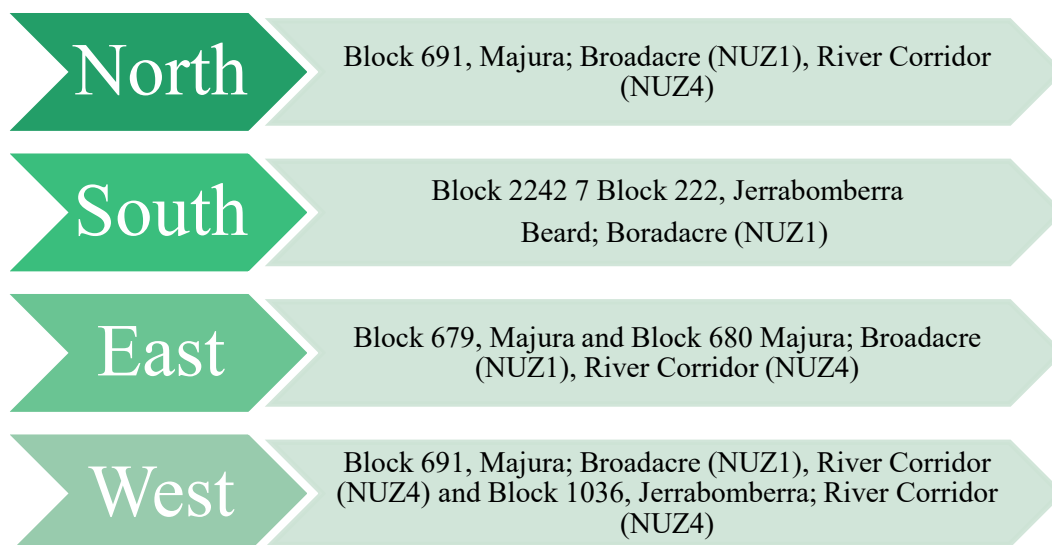 North
Block 691, Majura; Broadacre (NUZ1), River Corridor
(NUZ4)
South
Block 2242 7 Block 222, Jerrabomberra
Beard; Boradacre (NUZ1)
East
Block 679, Majura and Block 680 Majura; Broadacre
(NUZ1), River Corridor (NUZ4)
West
Block 691, Majura; Broadacre (NUZ1), River Corridor
(NUZ4) and Block 1036, Jerrabomberra; River Corridor
(NUZ4)